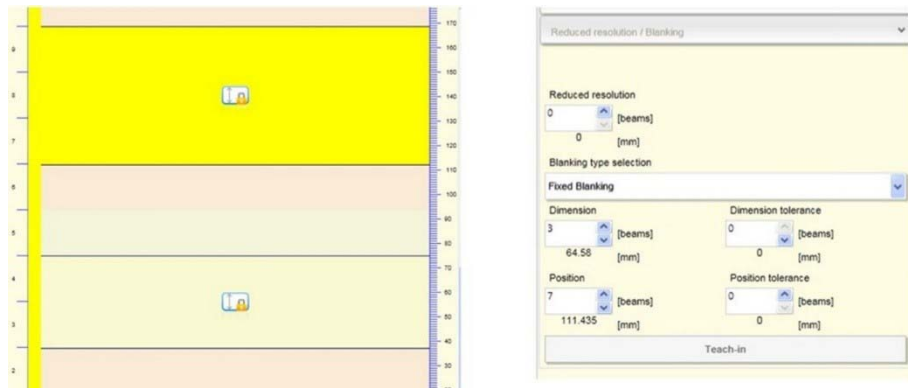 9
8
7
6
5
4
3
2
170
160
150
140
130
120
110
100
90
80
70
60
50
40
30
Reduced resolution / Blanking
Reduced resolution
0 [beams]
0 [mm]
Blanking type selection
Fixed Blanking
Dimension Dimension tolerance
3 [beams] 0 [beams]
64.58 [mm] 0 [mm]
Position Position tolerance
7 [beams] 0 [beams]
111.435 [mm] 0 [mm]
Teach-in